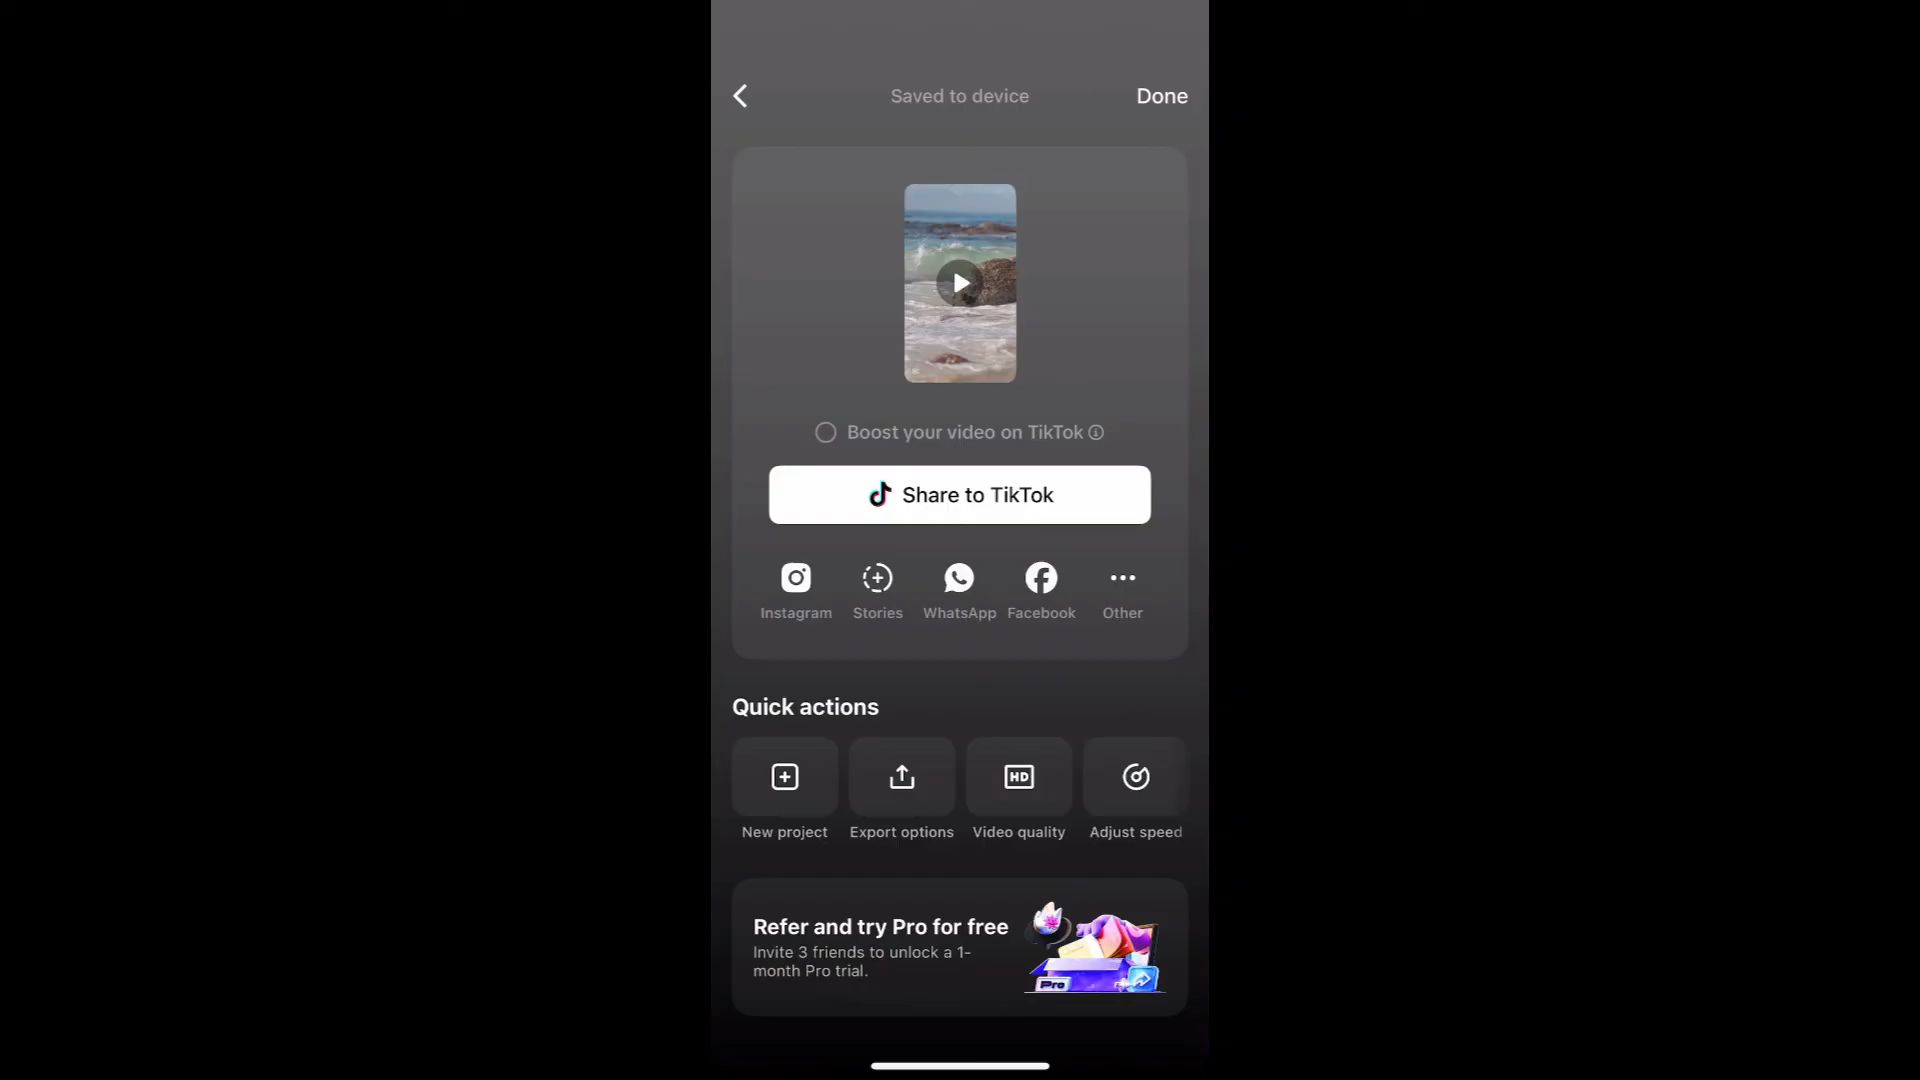 Saved to device
Done
Boost your video on TikTok
Share to TikTok
Instagram
Stories
WhatsApp
Facebook
Other
Quick actions
HD
New project
Export options
Video quality
Adjust speed
Refer and try Pro for free
Invite 3 friends to unlock a 1-
month Pro trial.
Pro